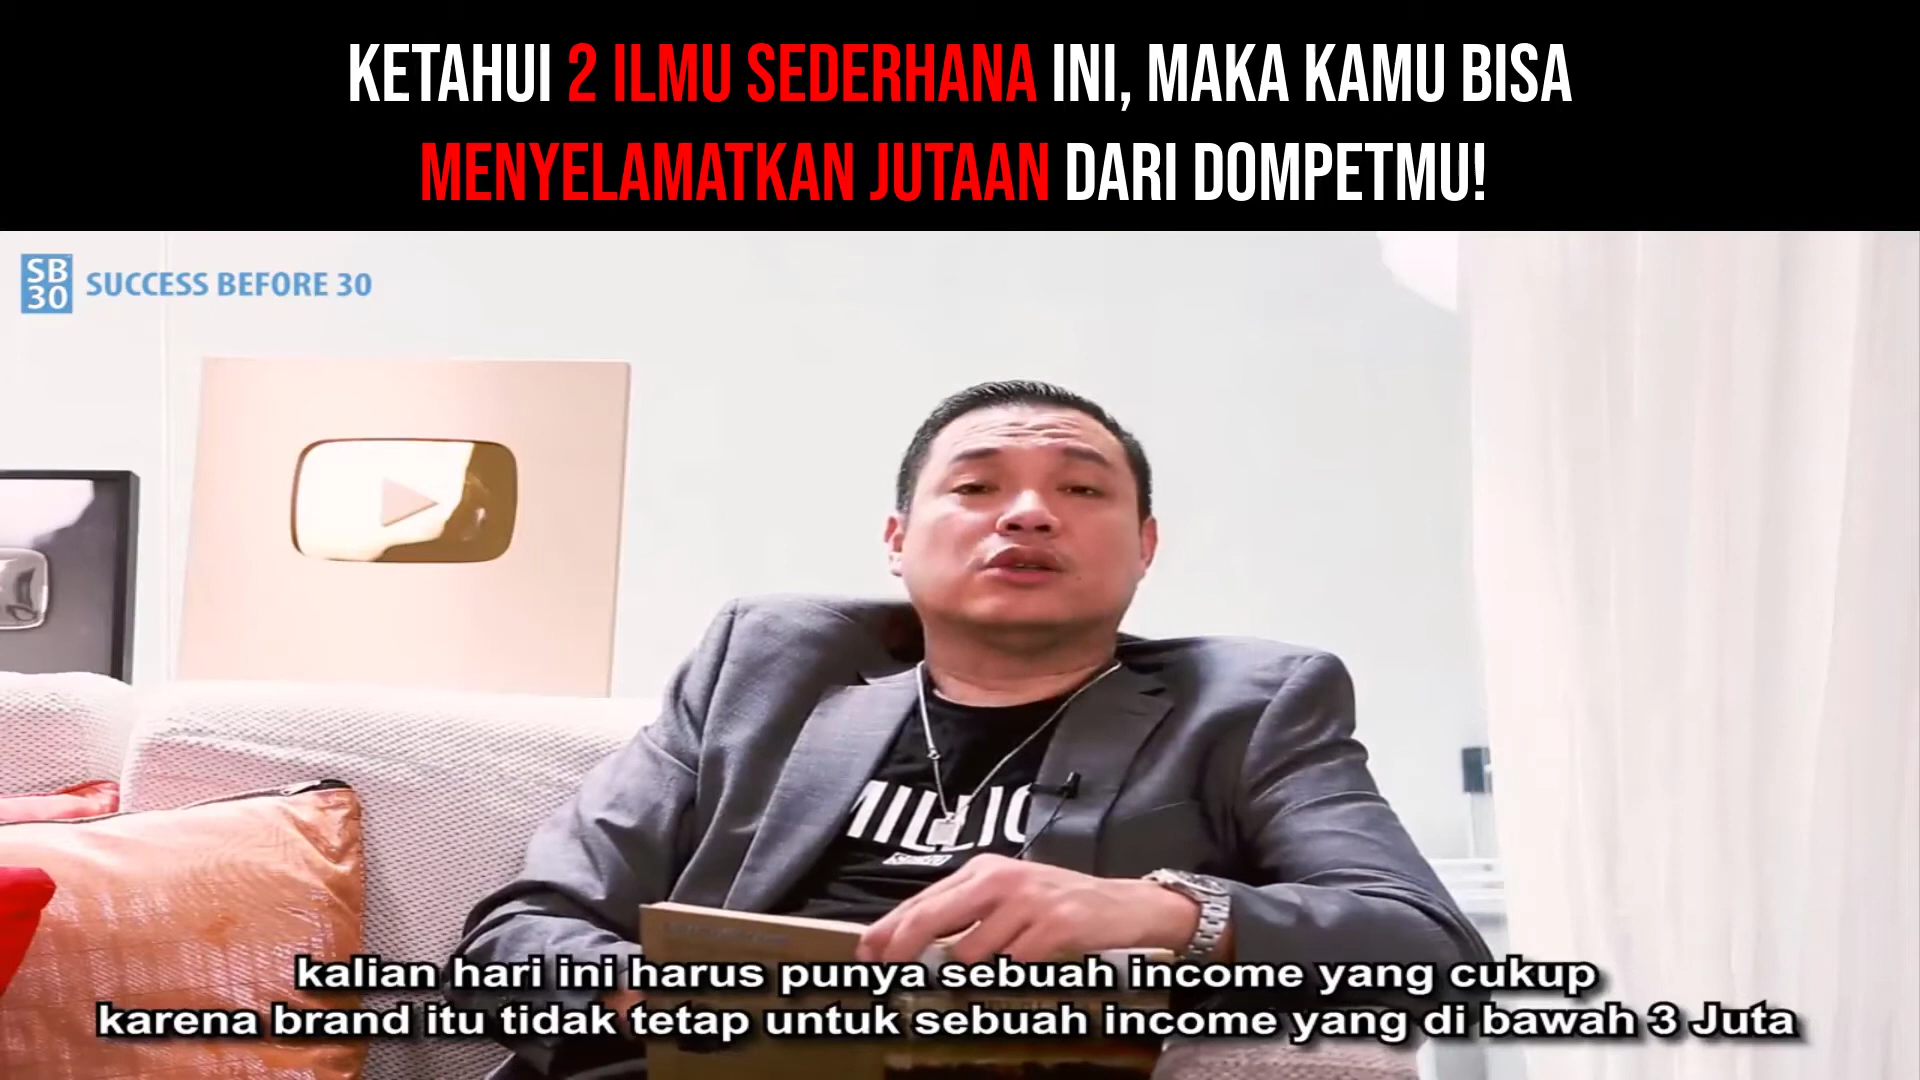 KETAHUI 2 ILMU SEDERHANA INI, MAKA KAMU BISA
MENYELAMATKAN JUTAAN DARI DOMPETMU!
SB
30
SUCCESS BEFORE 30
MILLIO
kalian hari ini harus punya sebuah income yang cukup
karena brand itu tidak tetap untuk sebuah income yang di bawah 3 Juta